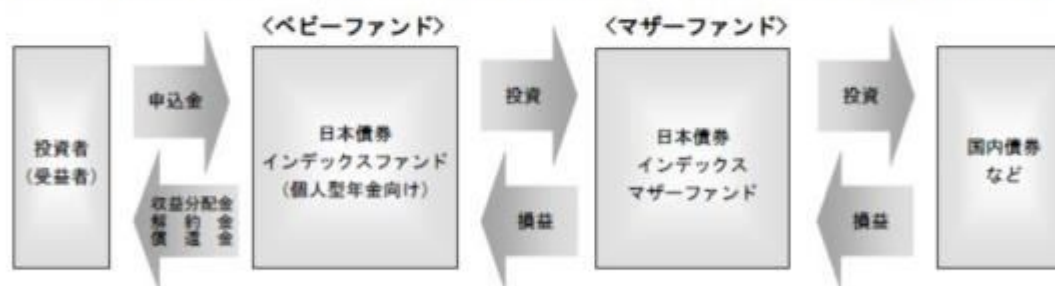 〈ベビーファンド〉
〈マザーファンド〉
投資者
(受益者)
申込金
収益分配金
解約金
償還金
日本債券
インデックスファンド
(個人型年金向け)
投資
損益
日本債券
インデックス
マザーファンド
投資
損益
国内債券
など